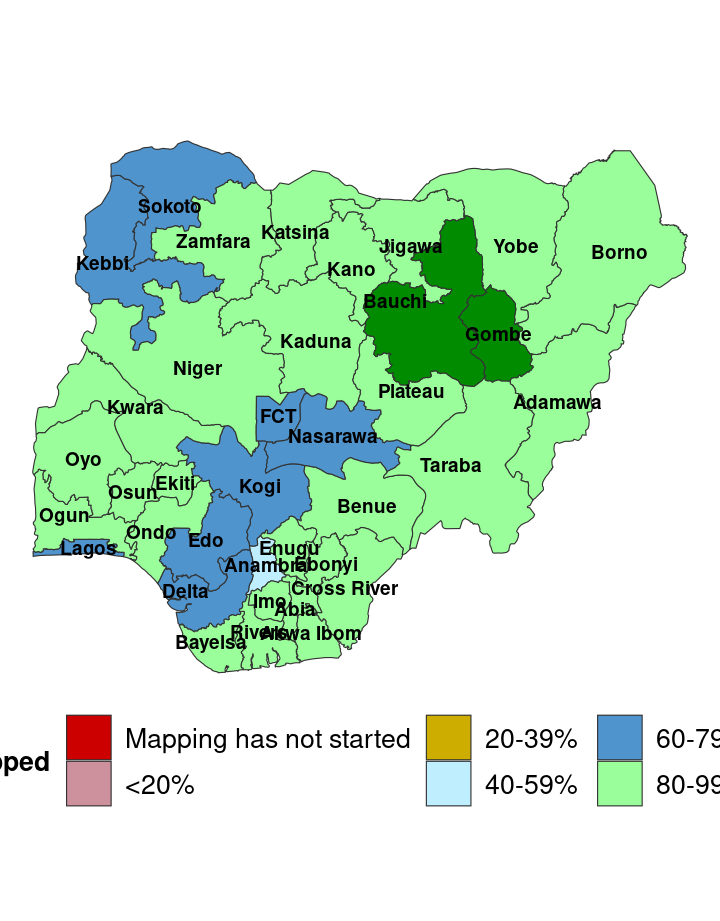 Sokoto
Katsina
Zamfara
Jigawa
Yobe
Borno
Kebbi
Kano
Bauchi
Gombe
Kaduna
Niger
Plateau
Adamawa
Kwara
FCT
Nasarawa
Oyo
Taraba
Ekiti
Kogi
Osun
Benue
Ogun
Ondo
Edo
Lagos
Enugu
Anambra
Ebonyi
Delta
Cross River
Imo
Abia
Rivers
Akwa Ibom
Bayelsa
Mapping has not started
20-39%
60-79
pped
<20%
40-59%
80-99